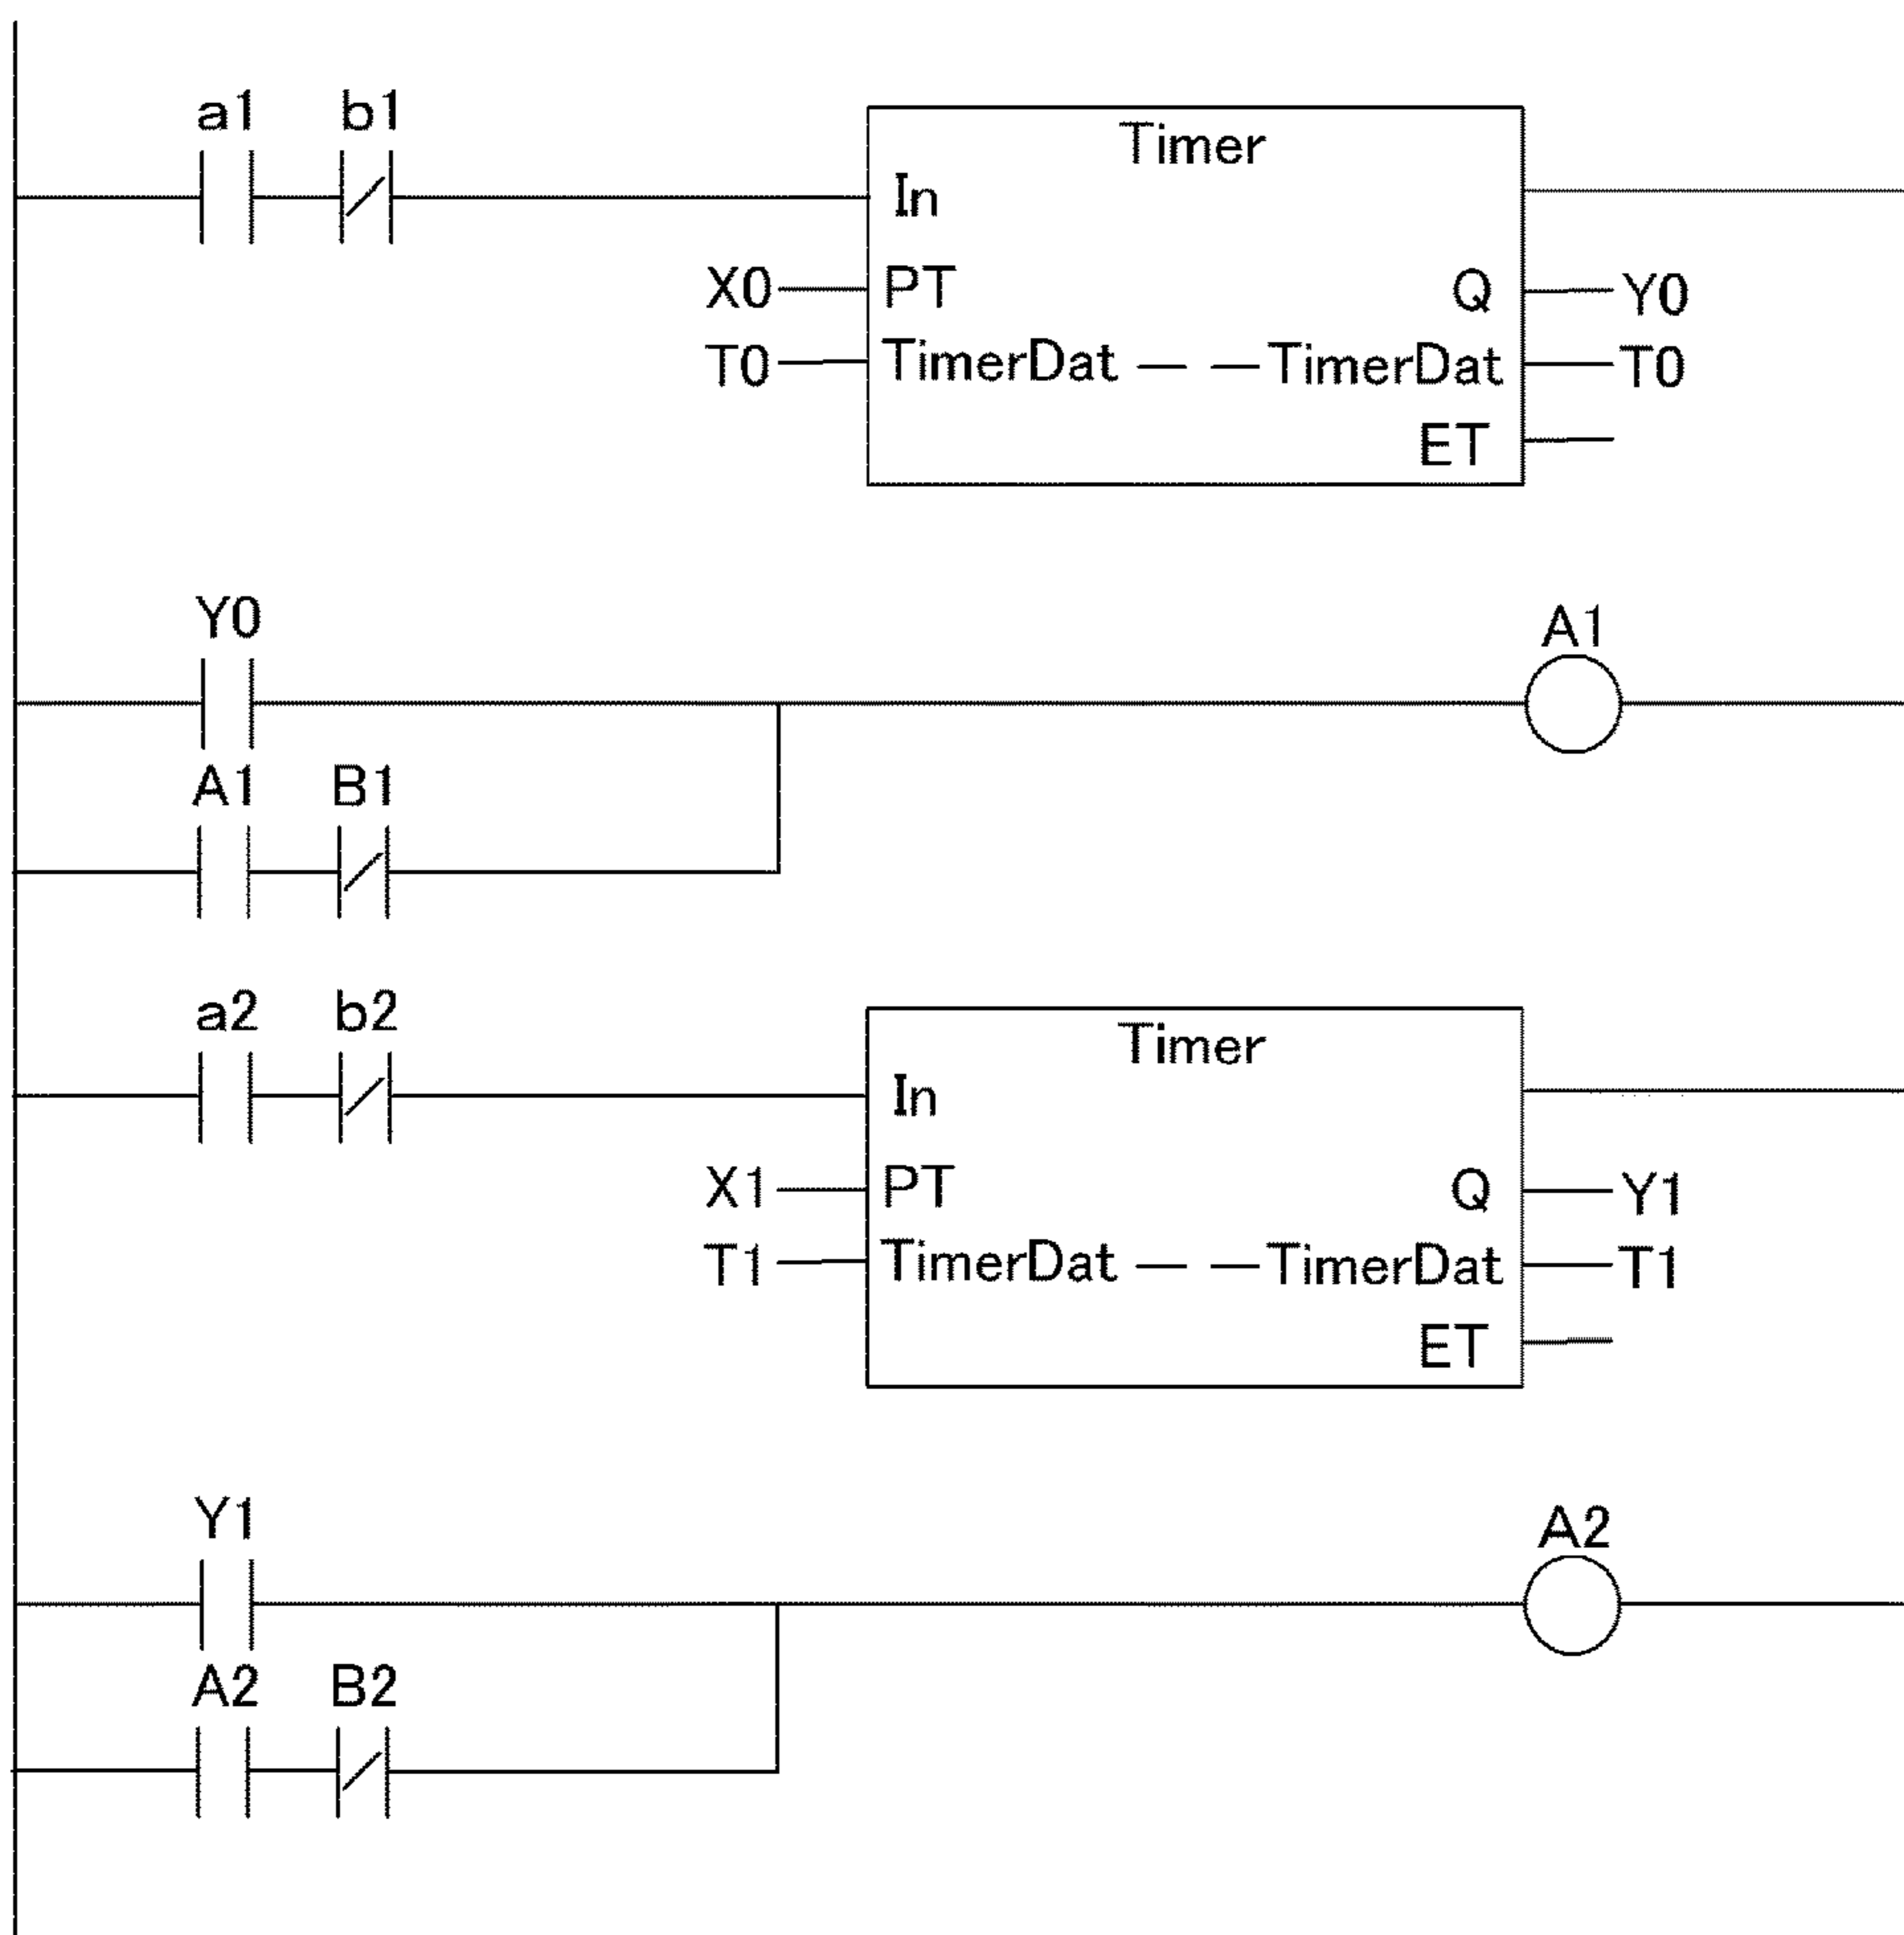 a1 b1
Timer
In
X0 PT Q Y0
T0 TimerDat — — TimerDat T0
ET
Y0 A1
A1 B1
a2 b2
Timer
In
X1 PT Q Y1
T1 TimerDat — — TimerDat T1
ET
Y1 A2
A2 B2